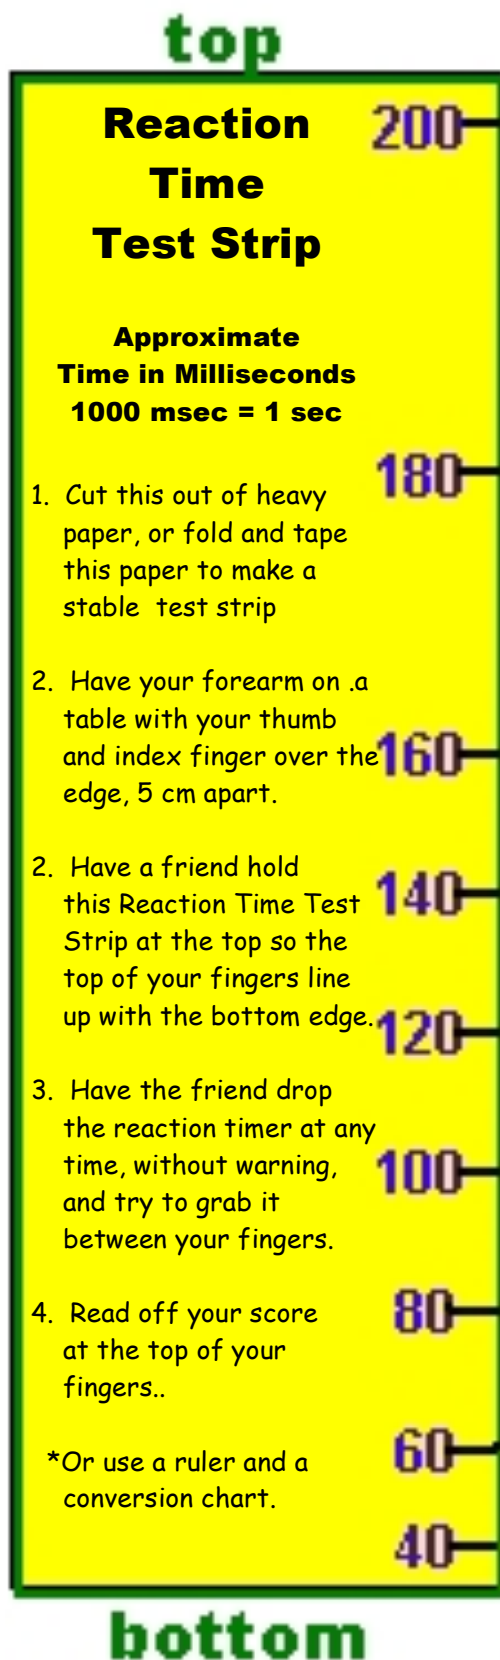 top
Reaction
Time
Test Strip
Approximate
Time in Milliseconds
1000 msec = 1 sec
1. Cut this out of heavy
paper, or fold and tape
this paper to make a
stable test strip
2. Have your forearm on .a
table with your thumb
and index finger over the
edge, 5 cm apart.
2. Have a friend hold
this Reaction Time Test
Strip at the top so the
top of your fingers line
up with the bottom edge.
3. Have the friend drop
the reaction timer at any
time, without warning,
and try to grab it
between your fingers.
4. Read off your score
at the top of your
fingers..
*Or use a ruler and a
conversion chart.
200
180
160
140
120
100
80
60
40
bottom